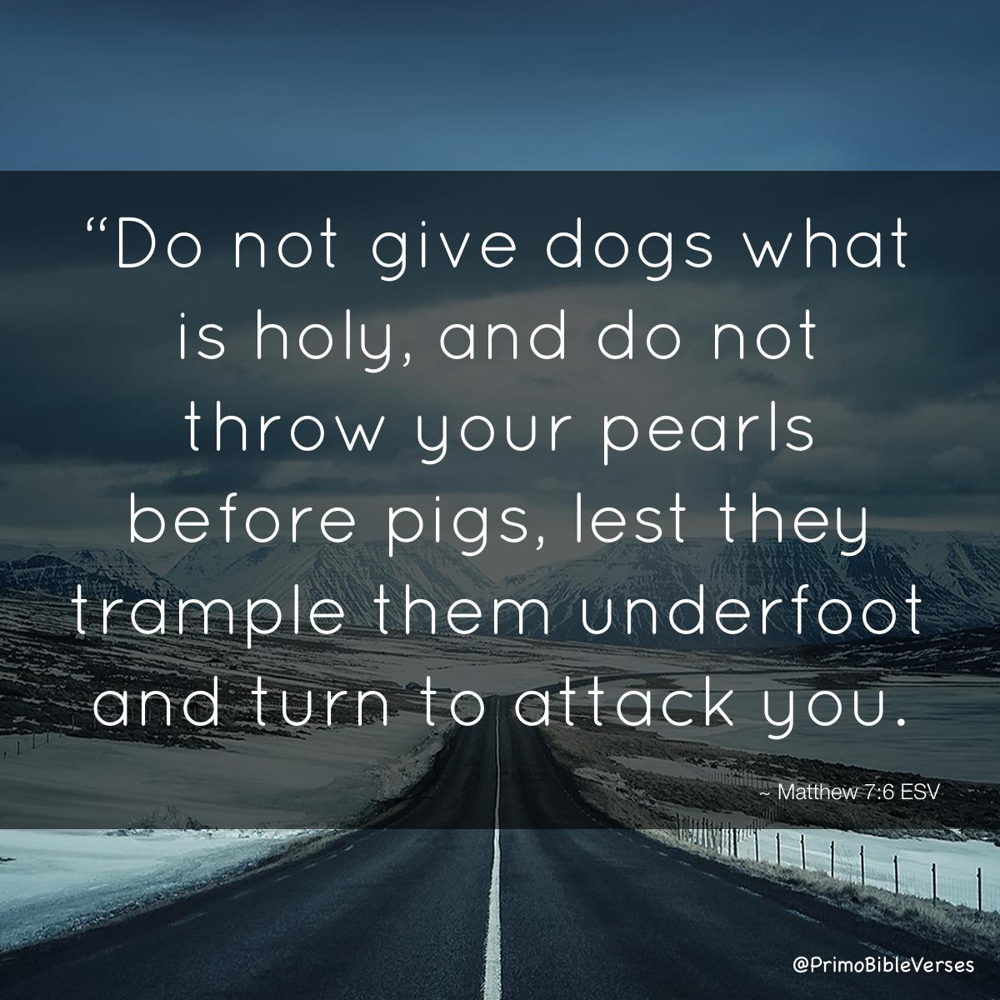 “Do not give dogs what
is holy, and do not
throw your pearls
before pigs, lest they
trample them underfoot
and turn to attack you.
~ Matthew 7:6 ESV
@PrimoBibleVerses